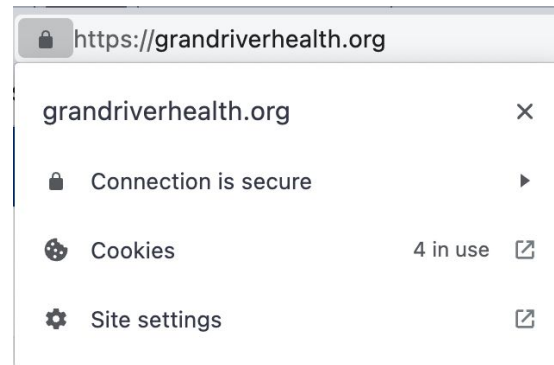 https://grandriverhealth.org
grandriverhealth.org
Connection is secure
Cookies 4 in use
Site settings